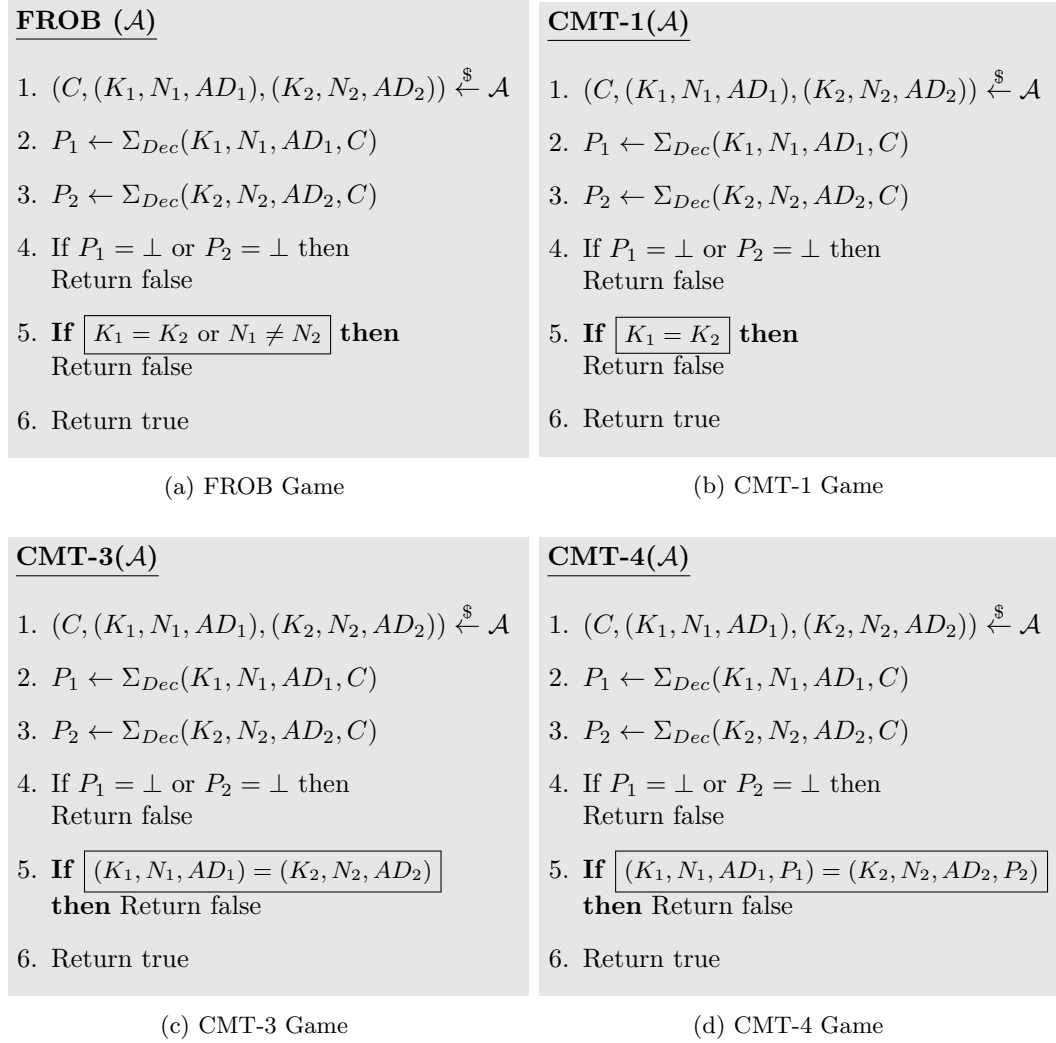 FROB (𝒜)
1. (C, (K₁, N₁, AD₁), (K₂, N₂, AD₂)) ←$ 𝒜
2. P₁ ← Σ_Dec(K₁, N₁, AD₁, C)
3. P₂ ← Σ_Dec(K₂, N₂, AD₂, C)
4. If P₁ = ⊥ or P₂ = ⊥ then
Return false
5. If K₁ = K₂ or N₁ ≠ N₂ then
Return false
6. Return true
(a) FROB Game
CMT-1(𝒜)
1. (C, (K₁, N₁, AD₁), (K₂, N₂, AD₂)) ←$ 𝒜
2. P₁ ← Σ_Dec(K₁, N₁, AD₁, C)
3. P₂ ← Σ_Dec(K₂, N₂, AD₂, C)
4. If P₁ = ⊥ or P₂ = ⊥ then
Return false
5. If K₁ = K₂ then
Return false
6. Return true
(b) CMT-1 Game
CMT-3(𝒜)
1. (C, (K₁, N₁, AD₁), (K₂, N₂, AD₂)) ←$ 𝒜
2. P₁ ← Σ_Dec(K₁, N₁, AD₁, C)
3. P₂ ← Σ_Dec(K₂, N₂, AD₂, C)
4. If P₁ = ⊥ or P₂ = ⊥ then
Return false
5. If (K₁, N₁, AD₁) = (K₂, N₂, AD₂)
then Return false
6. Return true
(c) CMT-3 Game
CMT-4(𝒜)
1. (C, (K₁, N₁, AD₁), (K₂, N₂, AD₂)) ←$ 𝒜
2. P₁ ← Σ_Dec(K₁, N₁, AD₁, C)
3. P₂ ← Σ_Dec(K₂, N₂, AD₂, C)
4. If P₁ = ⊥ or P₂ = ⊥ then
Return false
5. If (K₁, N₁, AD₁, P₁) = (K₂, N₂, AD₂, P₂)
then Return false
6. Return true
(d) CMT-4 Game